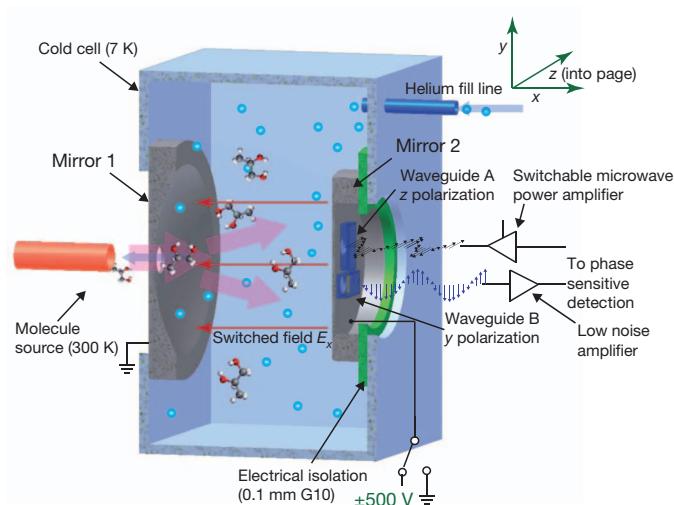 Cold cell (7 K)
y
z (into page)
x
Helium fill line
Mirror 1
Mirror 2
Waveguide A
z polarization
Switchable microwave
power amplifier
To phase
sensitive
detection
Low noise
amplifier
Molecule
source (300 K)
Switched field Ex
Waveguide B
y polarization
Electrical isolation
(0.1 mm G10)
±500 V